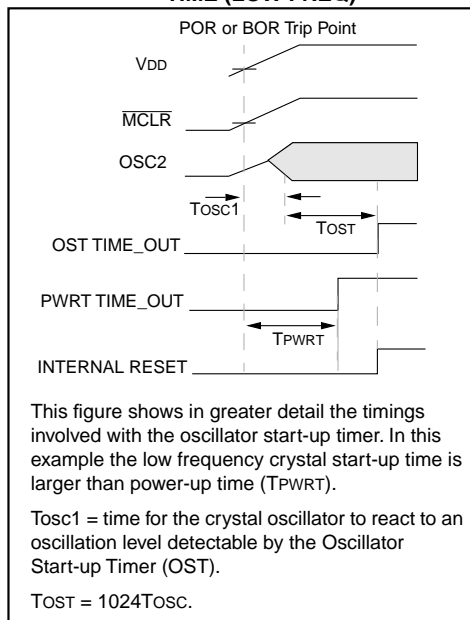 TIME (LOW FREQ)
POR or BOR Trip Point
VDD
MCLR
OSC2
TOSC1
TOST
OST TIME_OUT
PWRT TIME_OUT
TPWRT
INTERNAL RESET
This figure shows in greater detail the timings
involved with the oscillator start-up timer. In this
example the low frequency crystal start-up time is
larger than power-up time (TPWRT).
Tosc1 = time for the crystal oscillator to react to an
oscillation level detectable by the Oscillator
Start-up Timer (OST).
TOST = 1024TOSC.